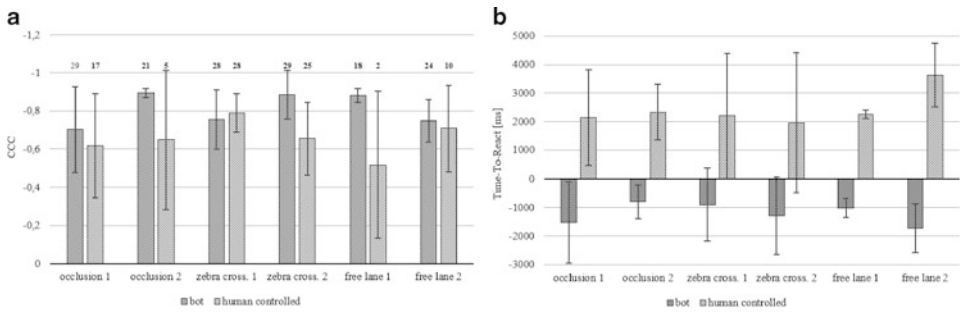 a
-1,2
-1
-0,8
-0,6
-0,4
-0,2
0
CCC
29 17 21 5 28 28 29 25 18 2 24 10
occlusion 1 occlusion 2 zebra cross. 1 zebra cross. 2 free lane 1 free lane 2
bot human controlled
b
5000
4000
3000
2000
1000
0
-1000
-2000
-3000
Time-To-React [ms]
occlusion 1 occlusion 2 zebra cross. 1 zebra cross. 2 free lane 1 free lane 2
bot human controlled